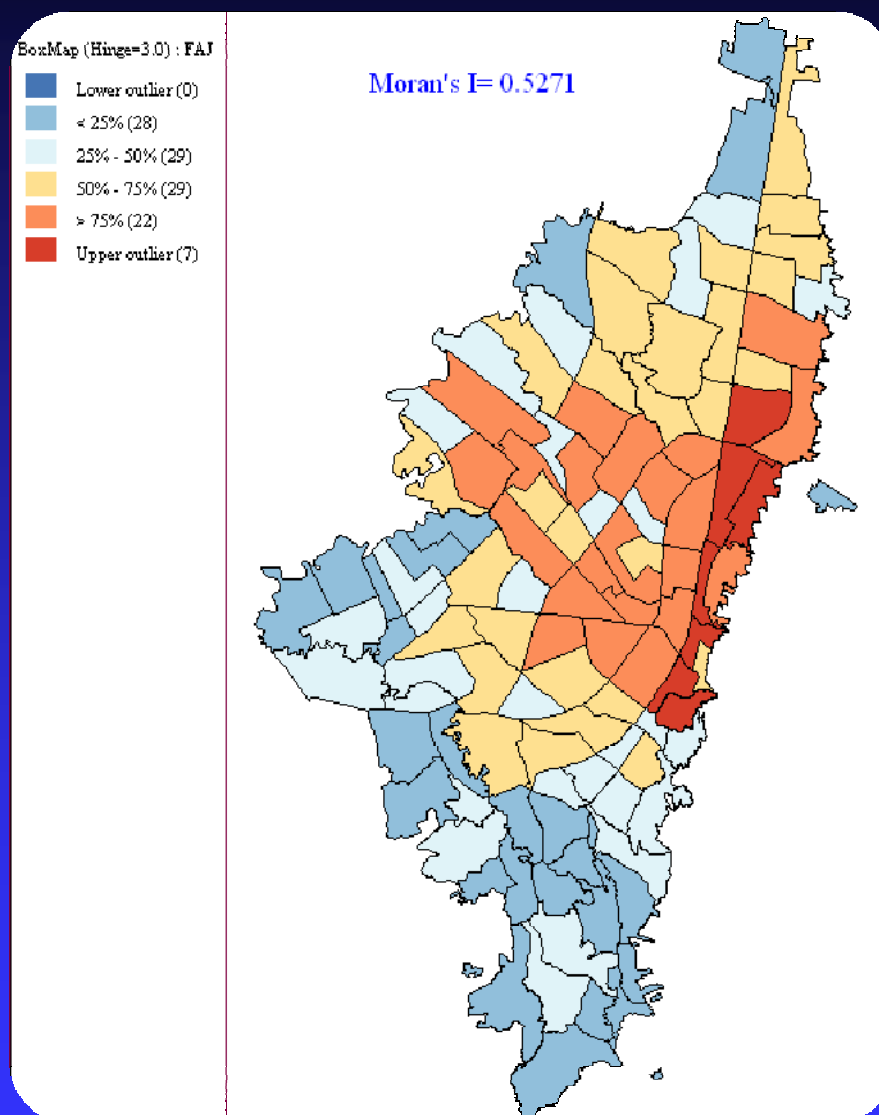 BoxMap (Hinge=3.0) : FAJ
Lower outlier (0)
< 25% (28)
25% - 50% (29)
50% - 75% (29)
> 75% (22)
Upper outlier (7)
Moran's I= 0.5271